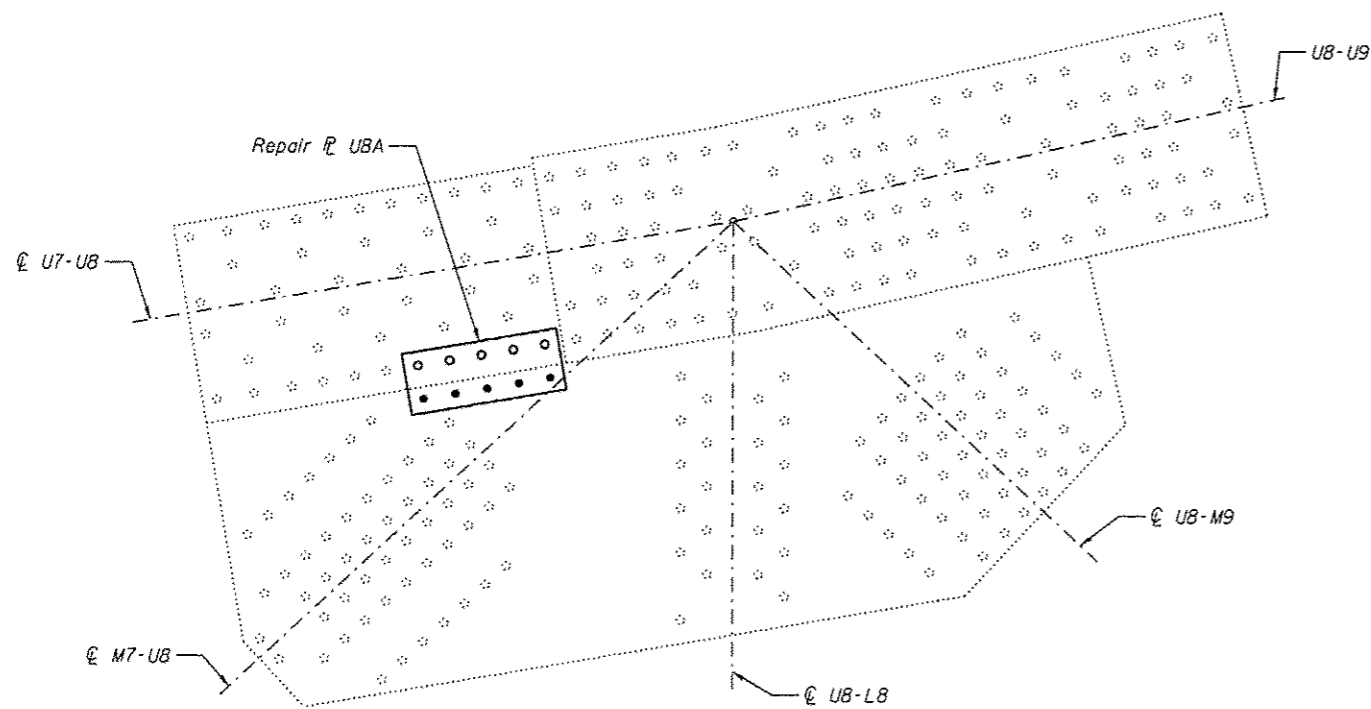 U8-U9
Repair ⅊ U8A
℄ U7-U8
℄ U8-M9
℄ M7-U8
℄ U8-L8